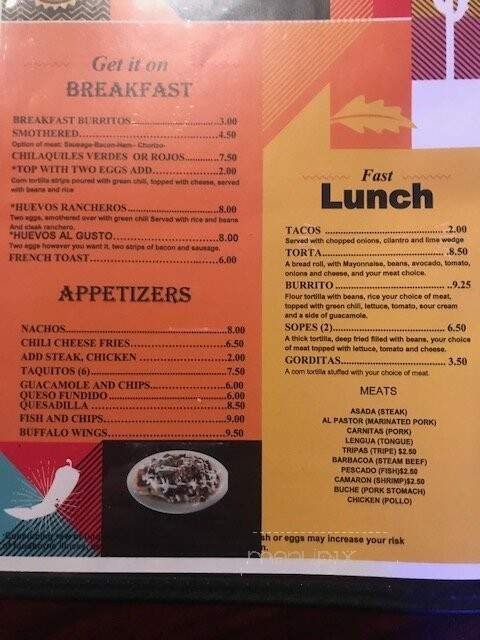 Get it on
BREAKFAST
BREAKFAST BURRITOS...................3.00
SMOTHERED...................................4.50
Option of meat: Sausage-Bacon-Ham- Chorizo-
CHILAQUILES VERDES OR ROJOS.........7.50
*TOP WITH TWO EGGS ADD.................2.00
Corn tortilla strips poured with green chili, topped with cheese, served
with beans and rice
*HUEVOS RANCHEROS.......................8.00
Two eggs, smothered over with green chili Served with rice and beans
And steak ranchero.
*HUEVOS AL GUSTO........................8.00
Two eggs however you want it, two strips of bacon and sausage.
FRENCH TOAST...............................6.00
APPETIZERS
NACHOS.......................................8.00
CHILI CHEESE FRIES........................6.50
ADD STEAK, CHICKEN .....................2.00
TAQUITOS (6).................................7.50
GUACAMOLE AND CHIPS...................6.00
QUESO FUNDIDO ............................6.00
QUESADILLA .................................8.50
FISH AND CHIPS..............................9.00
BUFFALO WINGS.............................9.50
Fast
Lunch
TACOS ..............................2.00
Served with chopped onions, cilantro and lime wedge
TORTA...............................8.50
A bread roll, with Mayonnaise, beans, avocado, tomato,
onions and cheese, and your meat choice.
BURRITO ...........................9.25
Flour tortilla with beans, rice your choice of meat,
topped with green chili, lettuce, tomato, sour cream
and a side of guacamole.
SOPES (2)............................ 6.50
A thick tortilla, deep fried filled with beans, your choice
of meat topped with lettuce, tomato and cheese.
GORDITAS........................... 3.50
A corn tortilla stuffed with your choice of meat.
MEATS
ASADA (STEAK)
AL PASTOR (MARINATED PORK)
CARNITAS (PORK)
LENGUA (TONGUE)
TRIPAS (TRIPE) $2.50
BARBACOA (STEAM BEEF)
PESCADO (FISH)$2.50
CAMARON (SHRIMP)$2.50
BUCHE (PORK STOMACH)
CHICKEN (POLLO)
Consuming raw or sh or eggs may increase your risk
of foodborne illness
menupix